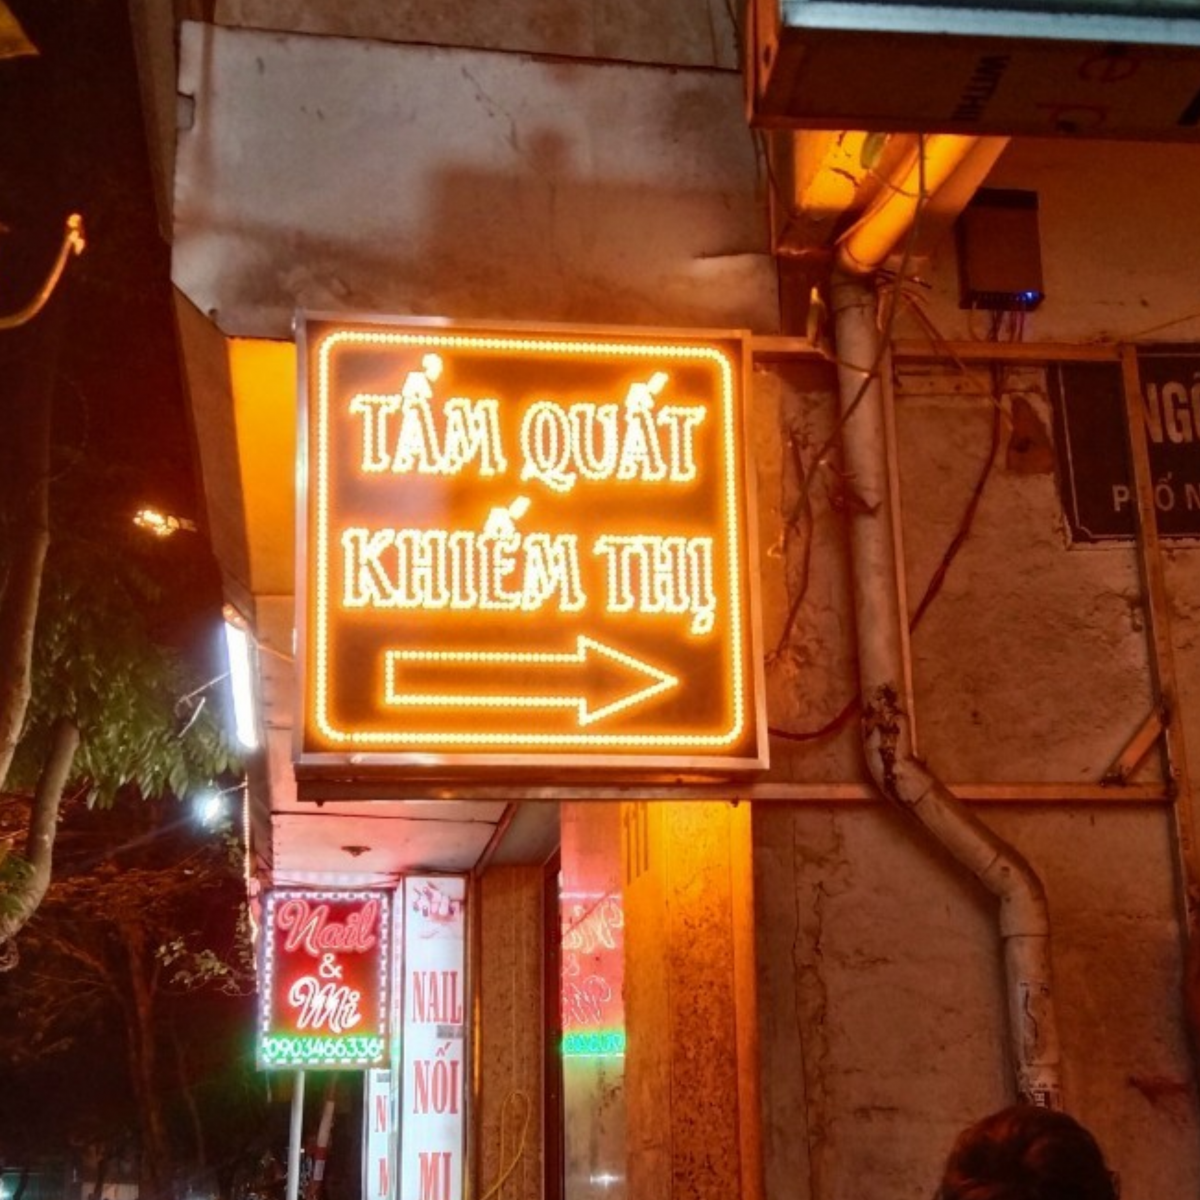 TẨM QUẤT
KHIẾM THỊ
Nail
&
Mi
0903466336
NAIL
NỐI
MI